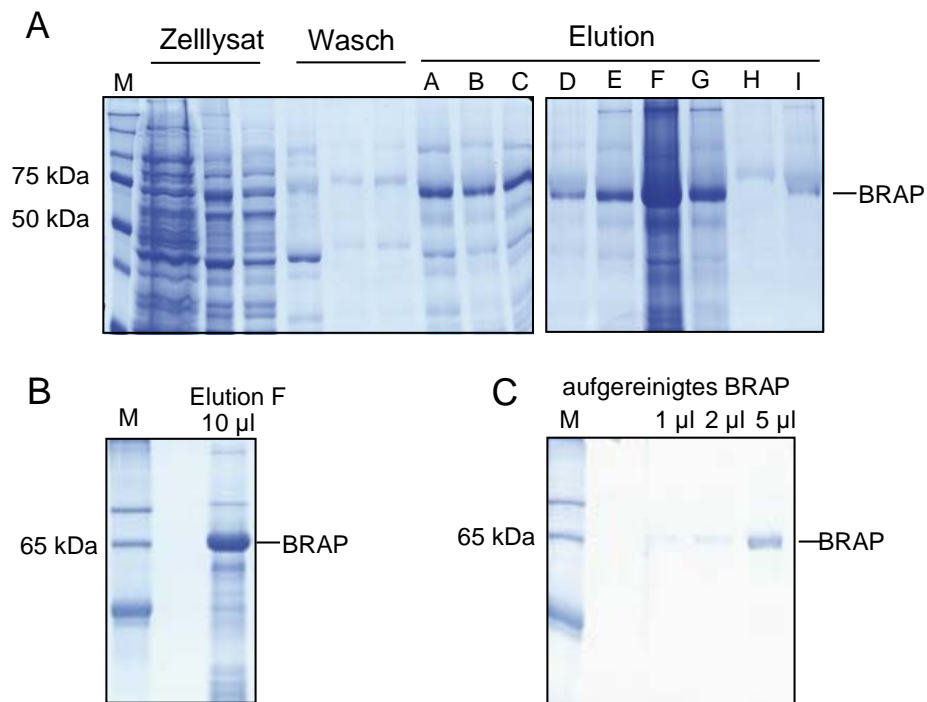 A
Zelllysat Wasch Elution
M A B C D E F G H I
75 kDa
50 kDa
BRAP
B
Elution F
M 10 µl
65 kDa
BRAP
C
aufgereinigtes BRAP
M 1 µl 2 µl 5 µl
65 kDa
BRAP